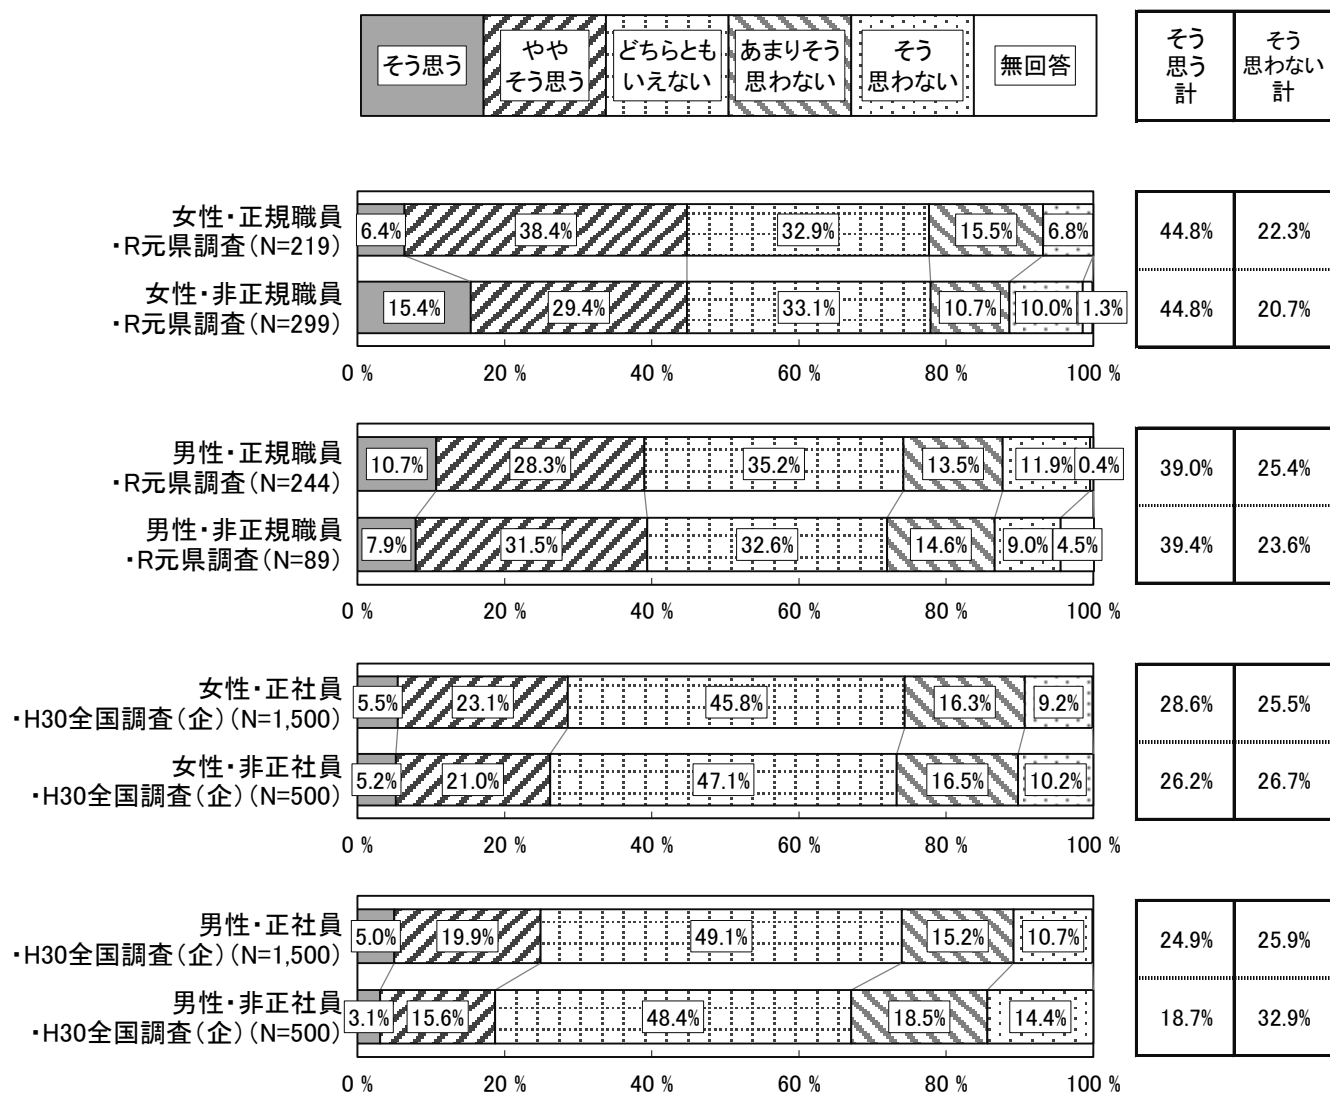 そう思う
やや
そう思う
どちらとも
いえない
あまりそう
思わない
そう
思わない
無回答
そう
思う
計
そう
思わない
計
女性・正規職員
・R元県調査(N=219)
6.4% 38.4% 32.9% 15.5% 6.8% 44.8% 22.3%
女性・非正規職員
・R元県調査(N=299)
15.4% 29.4% 33.1% 10.7% 10.0% 1.3% 44.8% 20.7%
0 % 20 % 40 % 60 % 80 % 100 %
男性・正規職員
・R元県調査(N=244)
10.7% 28.3% 35.2% 13.5% 11.9% 0.4% 39.0% 25.4%
男性・非正規職員
・R元県調査(N=89)
7.9% 31.5% 32.6% 14.6% 9.0% 4.5% 39.4% 23.6%
0 % 20 % 40 % 60 % 80 % 100 %
女性・正社員
・H30全国調査(企)(N=1,500)
5.5% 23.1% 45.8% 16.3% 9.2% 28.6% 25.5%
女性・非正社員
・H30全国調査(企)(N=500)
5.2% 21.0% 47.1% 16.5% 10.2% 26.2% 26.7%
0 % 20 % 40 % 60 % 80 % 100 %
男性・正社員
・H30全国調査(企)(N=1,500)
5.0% 19.9% 49.1% 15.2% 10.7% 24.9% 25.9%
男性・非正社員
・H30全国調査(企)(N=500)
3.1% 15.6% 48.4% 18.5% 14.4% 18.7% 32.9%
0 % 20 % 40 % 60 % 80 % 100 %